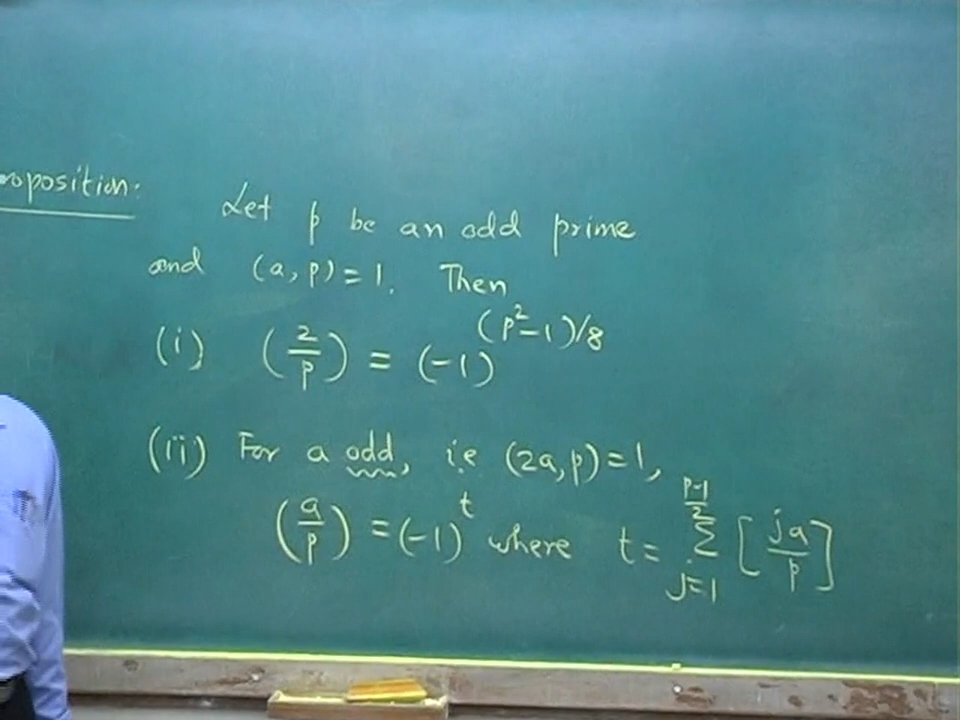 roposition:
Let p be an odd prime
and (a, p) = 1. Then
(i) (2/p) = (-1)^(p²-1)/8
(ii) For a odd, i.e (2a, p) = 1,
(a/p) = (-1)^t where t = Σ_{j=1}^{(p-1)/2} [ja/p]